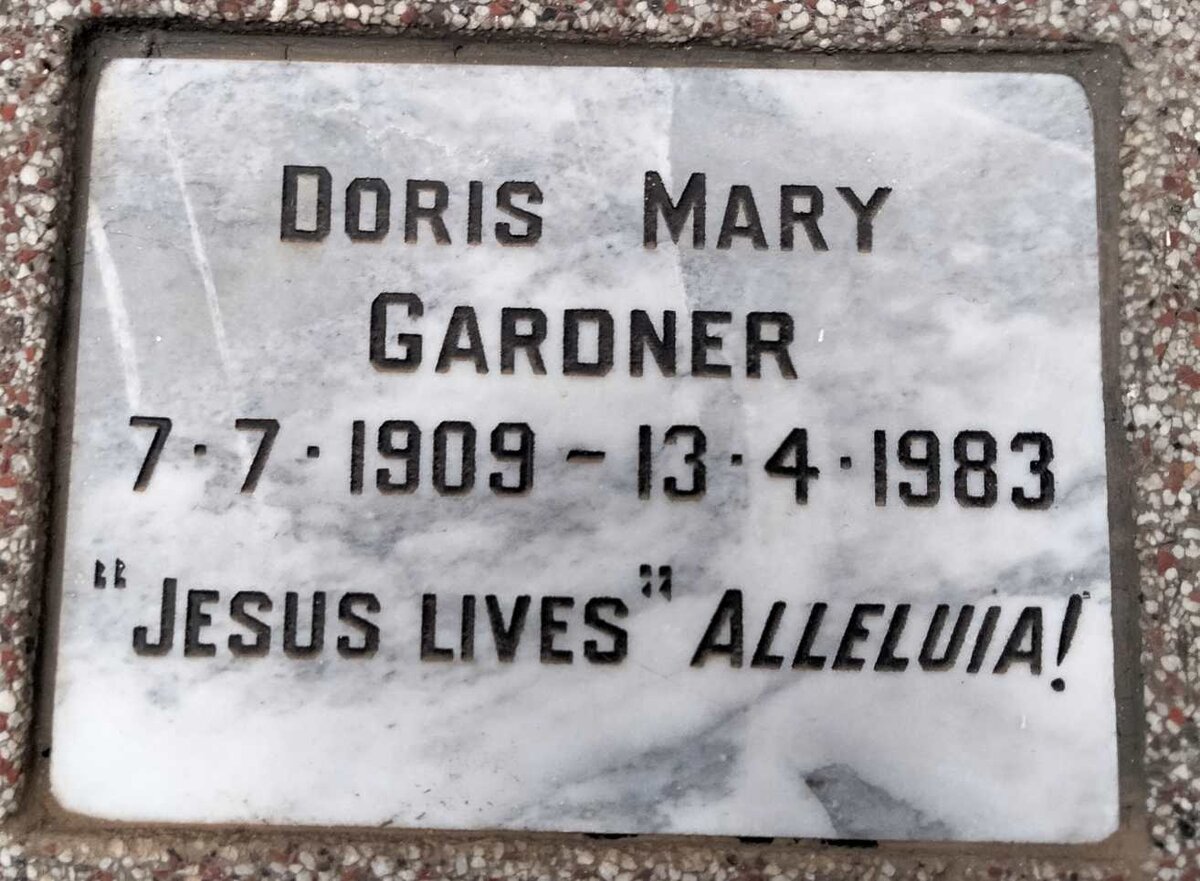 DORIS MARY
GARDNER
7·7·1909 - 13·4·1983
"JESUS LIVES" ALLELUIA!